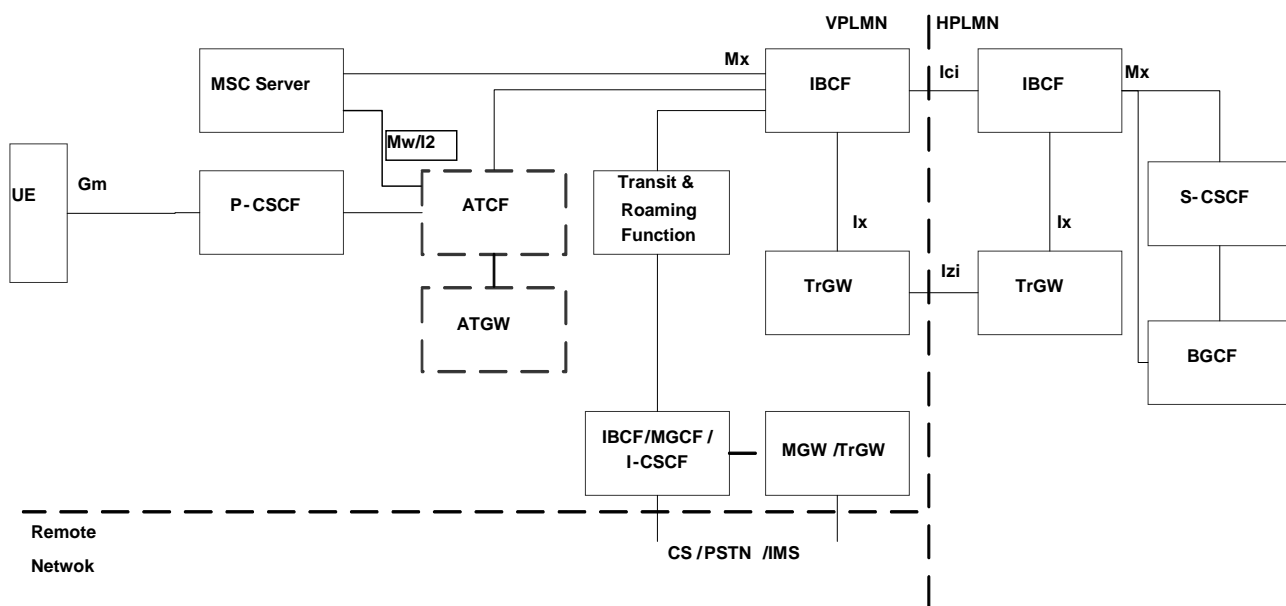 VPLMN
HPLMN
MSC Server
Mx
IBCF
Ici
IBCF
Mx
Mw/I2
UE
Gm
P-CSCF
ATCF
Transit &
Roaming
Function
Ix
Ix
S-CSCF
ATGW
TrGW
Izi
TrGW
BGCF
IBCF/MGCF/
I-CSCF
MGW /TrGW
Remote
Netwok
CS/PSTN /IMS